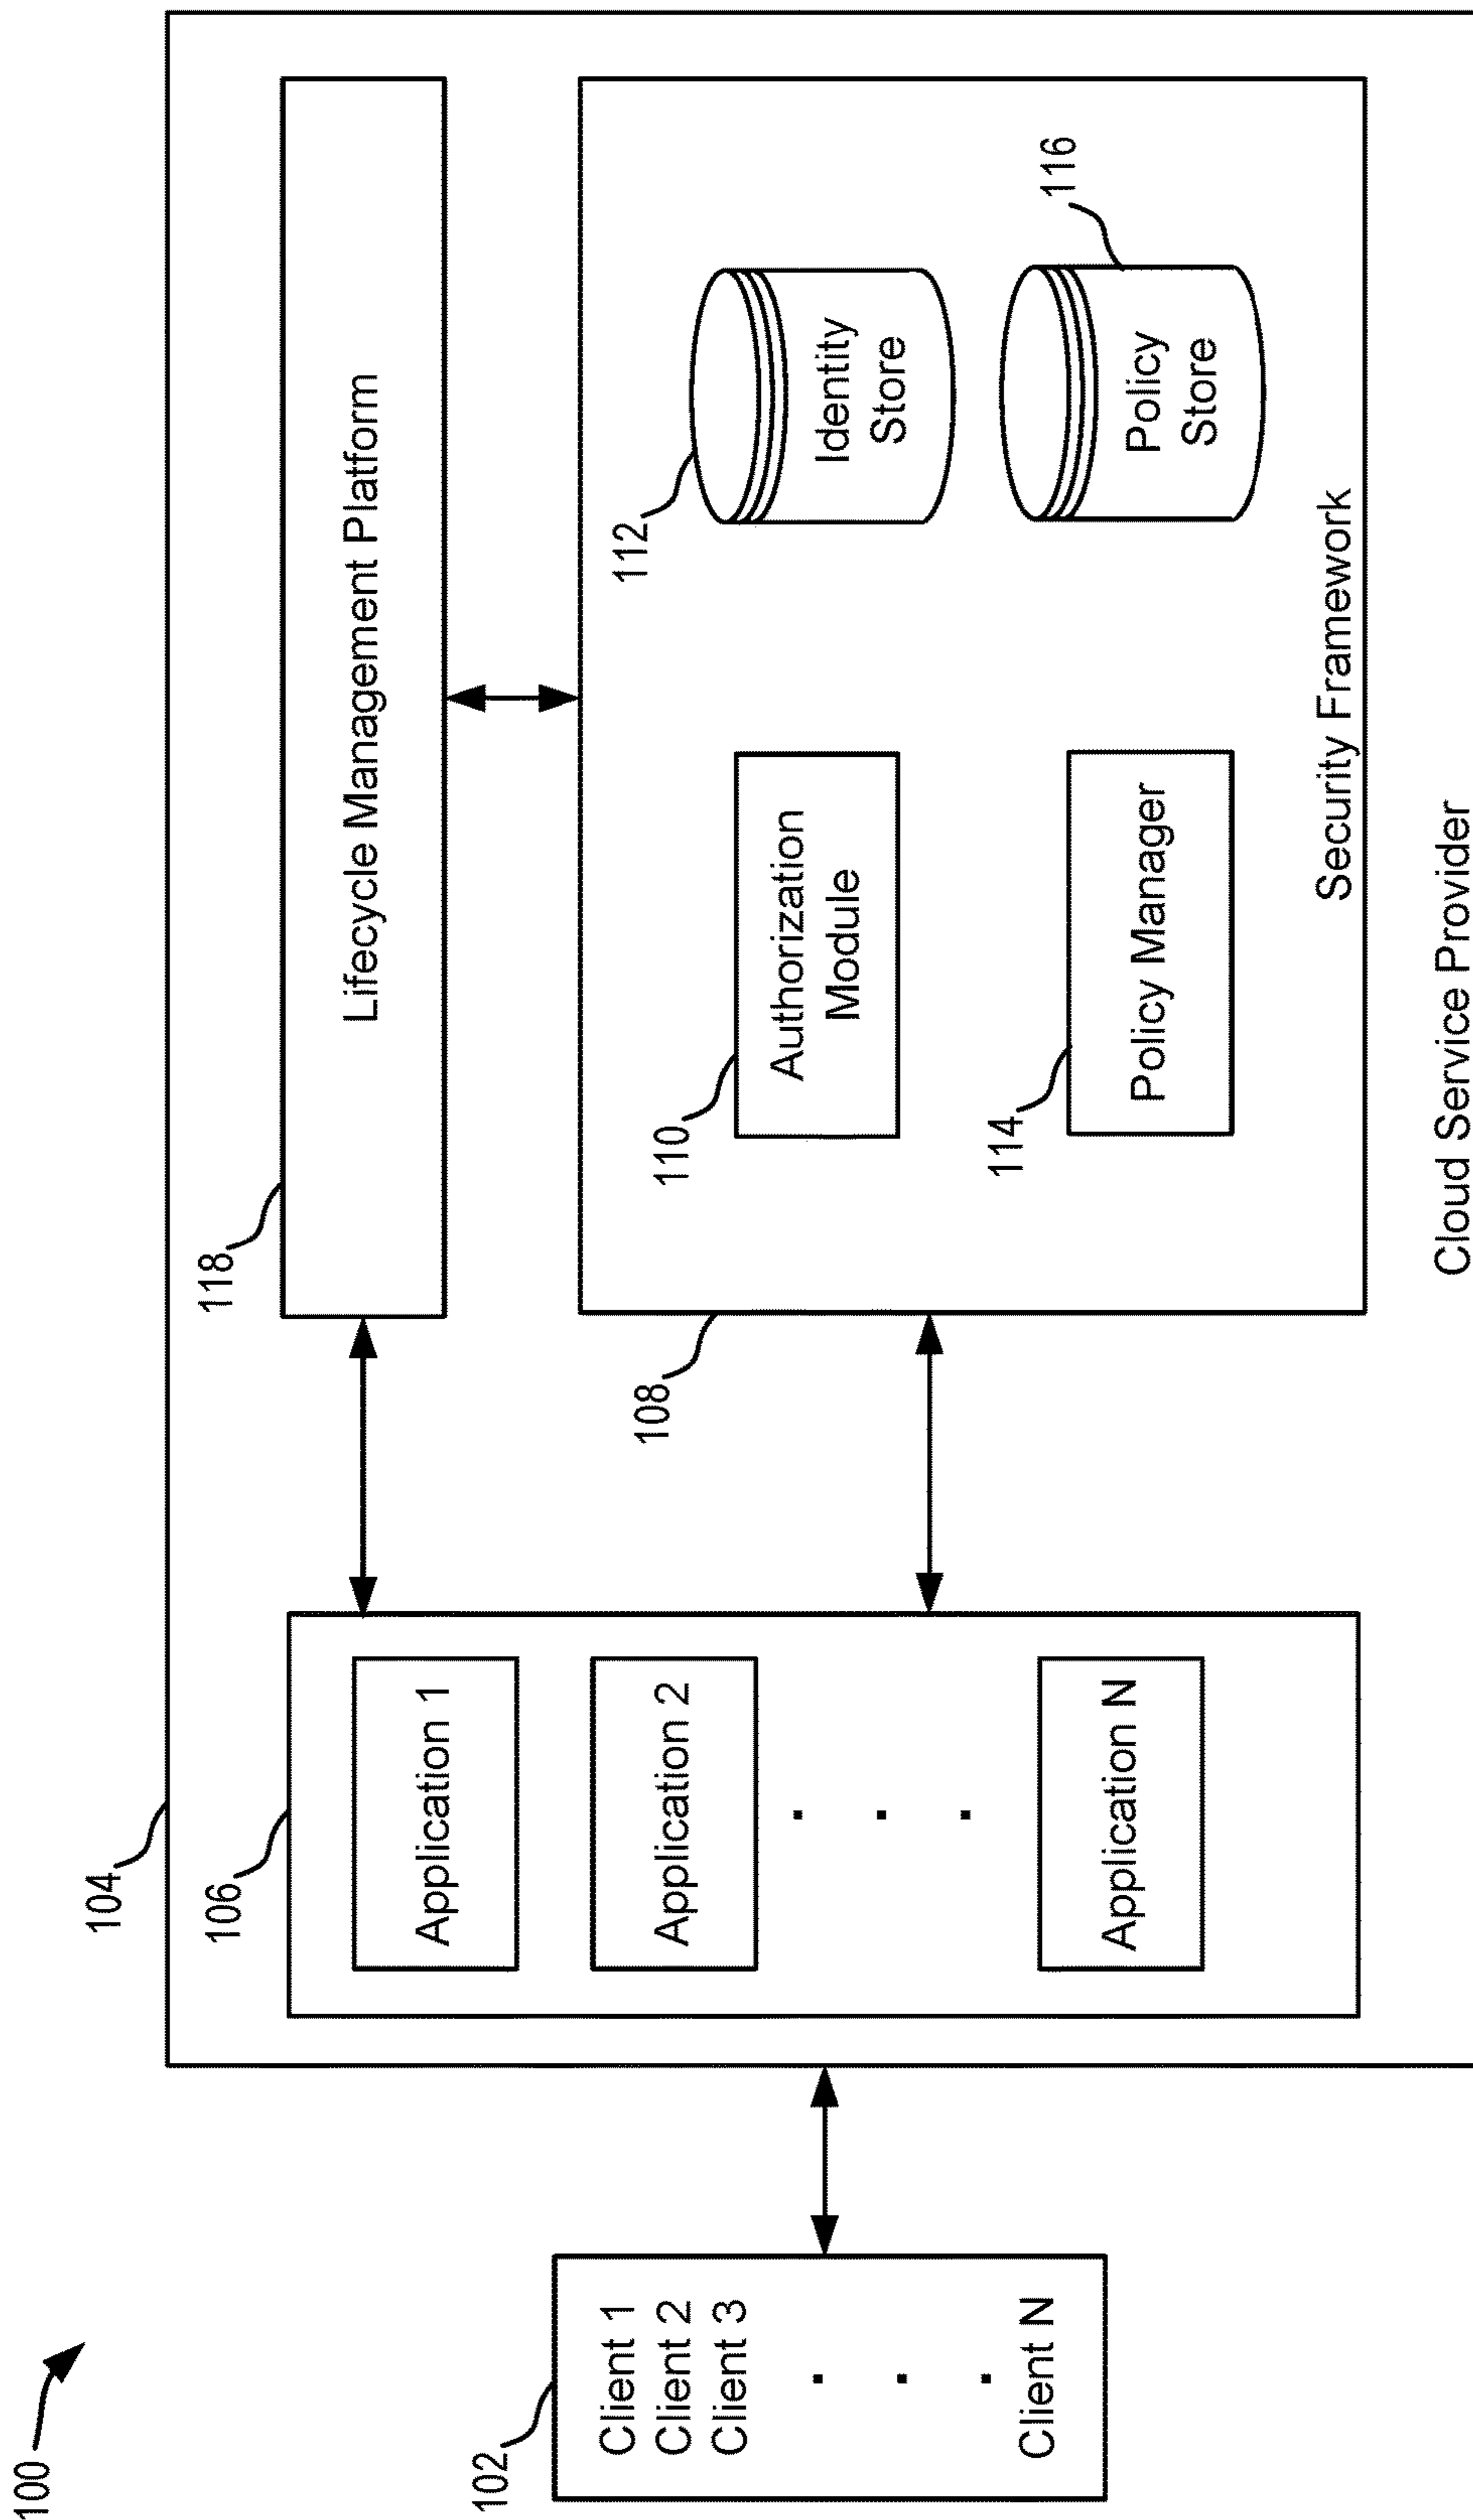 100
102
Client 1
Client 2
Client 3
Client N
104
106
Application 1
Application 2
Application N
118
Lifecycle Management Platform
108
110
Authorization
Module
112
Identity
Store
114
Policy Manager
116
Policy
Store
Security Framework
Cloud Service Provider